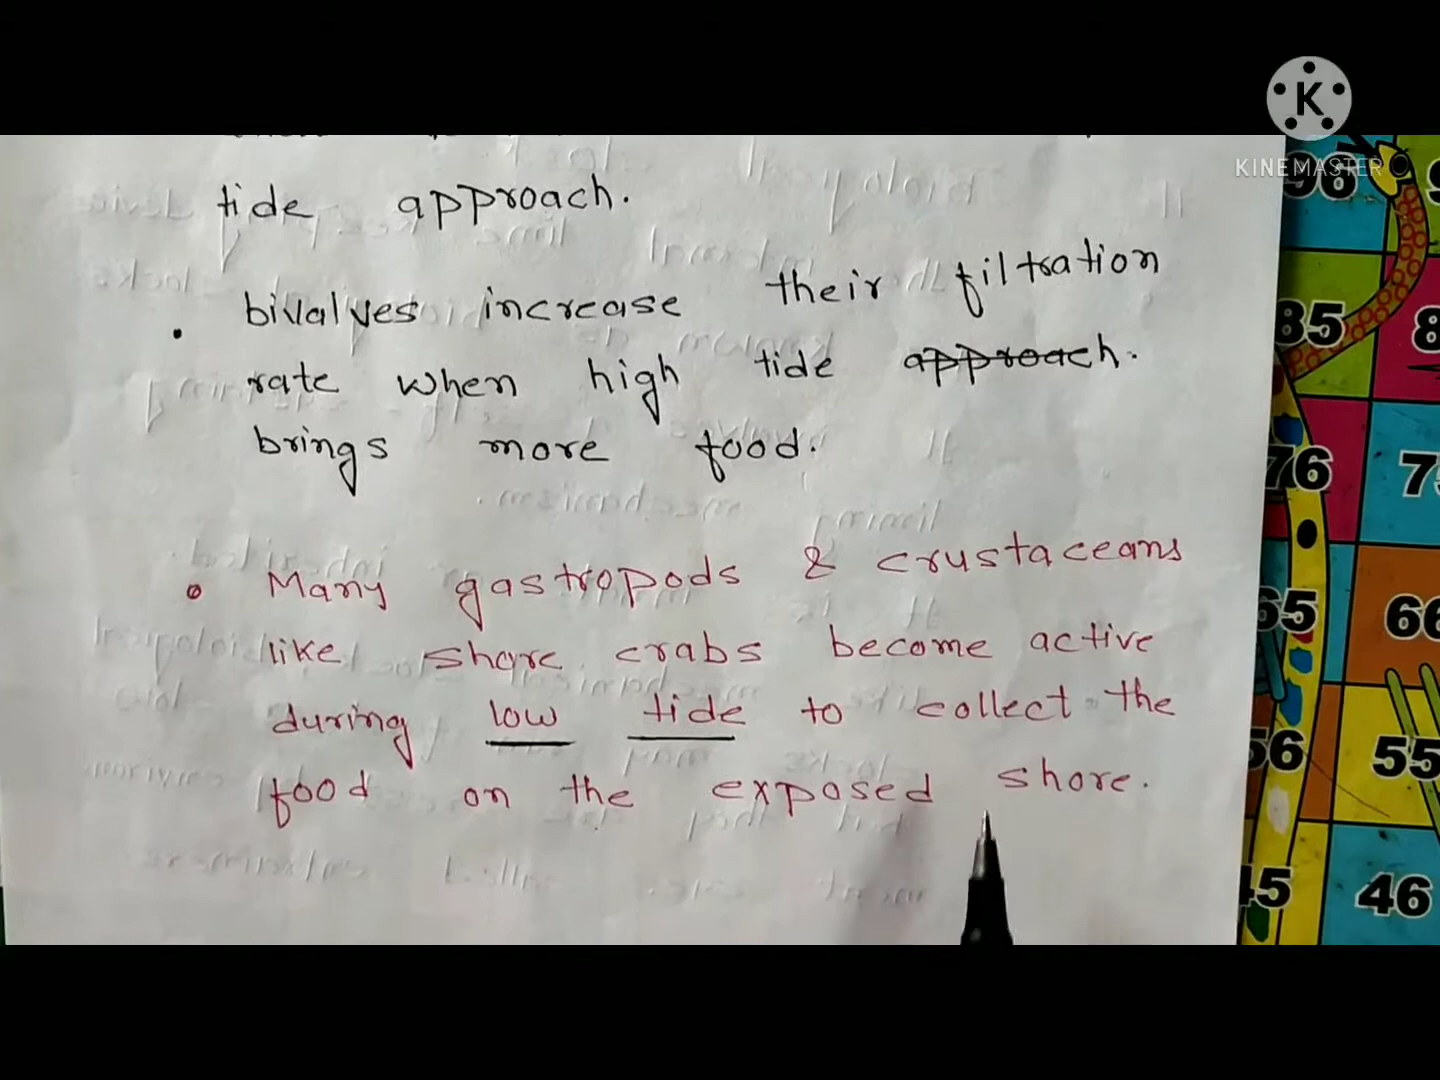 tide approach.
• bivalves increase their filtration
rate when high tide approach.
brings more food.
• Many gastropods & crustaceans
like shore crabs become active
during low tide to collect the
food on the exposed shore.
K
KINEMASTER
96
85
76
65
66
56
55
45
46